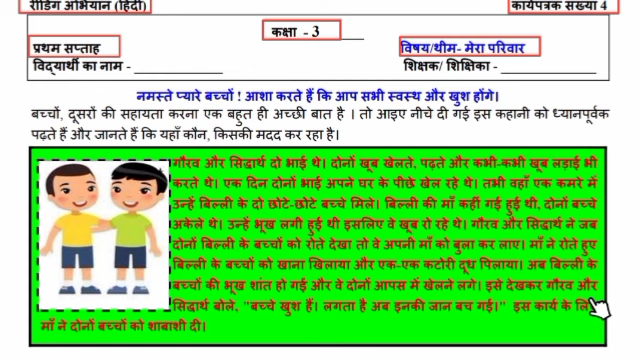 रीडिंग अभियान (हिंदी) कार्यपत्रक संख्या 4
कक्षा - 3
प्रथम सप्ताह विषय/थीम- मेरा परिवार
विद्यार्थी का नाम - ____________ शिक्षक/ शिक्षिका - ____________
नमस्ते प्यारे बच्चों ! आशा करते हैं कि आप सभी स्वस्थ और खुश होंगे।
बच्चों, दूसरों की सहायता करना एक बहुत ही अच्छी बात है । तो आइए नीचे दी गई इस कहानी को ध्यानपूर्वक
पढ़ते हैं और जानते हैं कि यहाँ कौन, किसकी मदद कर रहा है।
गौरव और सिद्धार्थ दो भाई थे। दोनों खूब खेलते, पढ़ते और कभी-कभी खूब लड़ाई भी
करते थे। एक दिन दोनों भाई अपने घर के पीछे खेल रहे थे। तभी वहाँ एक कमरे में
उन्हें बिल्ली के दो छोटे-छोटे बच्चे मिले। बिल्ली की माँ कहीं गई हुई थी, दोनों बच्चे
अकेले थे। उन्हें भूख लगी हुई थी इसलिए वे खूब रो रहे थे। गौरव और सिद्धार्थ ने जब
दोनों बिल्ली के बच्चों को रोते देखा तो वे अपनी माँ को बुला कर लाए। माँ ने रोते हुए
बिल्ली के बच्चों को खाना खिलाया और एक-एक कटोरी दूध पिलाया। अब बिल्ली के
बच्चों की भूख शांत हो गई और वे दोनों आपस में खेलने लगे। इसे देखकर गौरव और
सिद्धार्थ बोले, "बच्चे खुश हैं। लगता है अब इनकी जान बच गई।" इस कार्य के लिए
माँ ने दोनों बच्चों को शाबाशी दी।